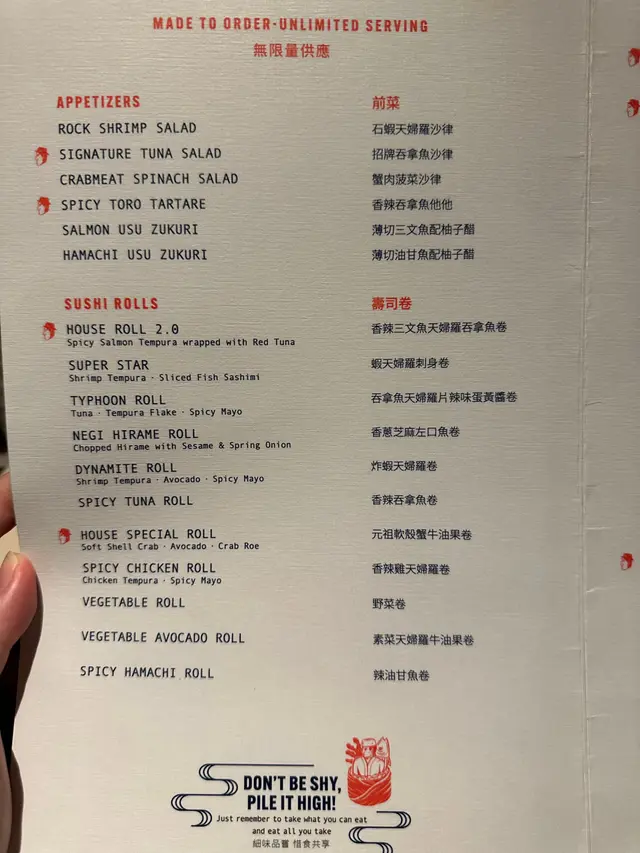 MADE TO ORDER-UNLIMITED SERVING
無限量供應
APPETIZERS 前菜
ROCK SHRIMP SALAD 石蝦天婦羅沙律
SIGNATURE TUNA SALAD 招牌吞拿魚沙律
CRABMEAT SPINACH SALAD 蟹肉菠菜沙律
SPICY TORO TARTARE 香辣吞拿魚他他
SALMON USU ZUKURI 薄切三文魚配柚子醋
HAMACHI USU ZUKURI 薄切油甘魚配柚子醋
SUSHI ROLLS 壽司卷
HOUSE ROLL 2.0 香辣三文魚天婦羅吞拿魚卷
Spicy Salmon Tempura wrapped with Red Tuna
SUPER STAR 蝦天婦羅刺身卷
Shrimp Tempura · Sliced Fish Sashimi
TYPHOON ROLL 吞拿魚天婦羅片辣味蛋黃醬卷
Tuna · Tempura Flake · Spicy Mayo
NEGI HIRAME ROLL 香蔥芝麻左口魚卷
Chopped Hirame with Sesame & Spring Onion
DYNAMITE ROLL 炸蝦天婦羅卷
Shrimp Tempura · Avocado · Spicy Mayo
SPICY TUNA ROLL 香辣吞拿魚卷
HOUSE SPECIAL ROLL 元祖軟殼蟹牛油果卷
Soft Shell Crab · Avocado · Crab Roe
SPICY CHICKEN ROLL 香辣雞天婦羅卷
Chicken Tempura · Spicy Mayo
VEGETABLE ROLL 野菜卷
VEGETABLE AVOCADO ROLL 素菜天婦羅牛油果卷
SPICY HAMACHI ROLL 辣油甘魚卷
DON'T BE SHY,
PILE IT HIGH!
Just remember to take what you can eat
and eat all you take
細味品嘗 惜食共享